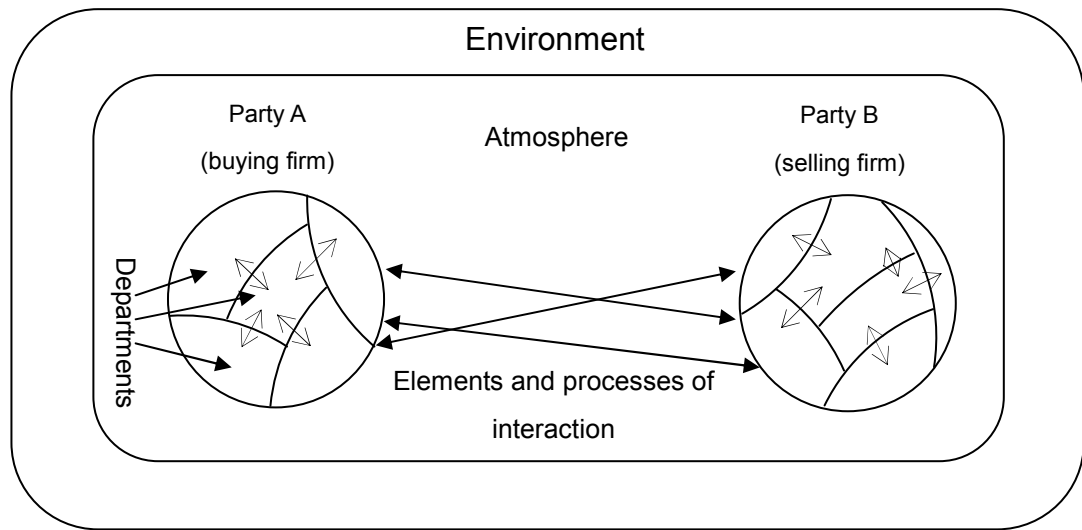 Environment
Party A
(buying firm)
Atmosphere
Party B
(selling firm)
Departments
Elements and processes of
interaction